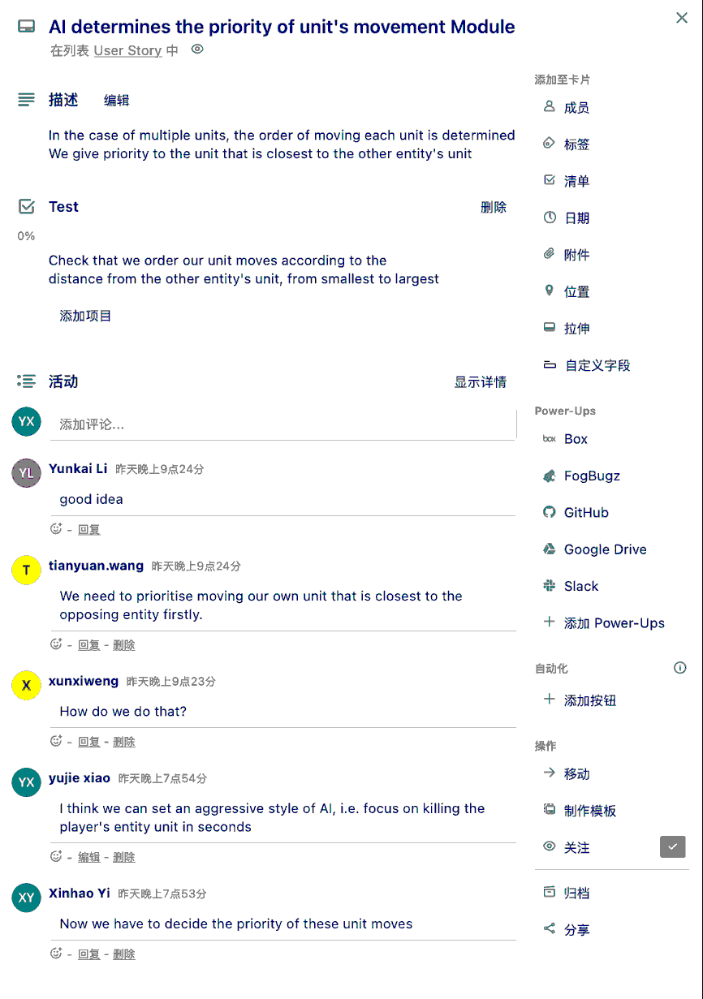 AI determines the priority of unit's movement Module
在列表 User Story 中
描述 编辑
In the case of multiple units, the order of moving each unit is determined
We give priority to the unit that is closest to the other entity's unit
Test 删除
0%
Check that we order our unit moves according to the
distance from the other entity's unit, from smallest to largest
添加项目
活动 显示详情
YX 添加评论...
YL Yunkai Li 昨天晚上9点24分
good idea
- 回复
T tianyuan.wang 昨天晚上9点24分
We need to prioritise moving our own unit that is closest to the
opposing entity firstly.
- 回复 - 删除
X xunxiweng 昨天晚上9点23分
How do we do that?
- 回复 - 删除
YX yujie xiao 昨天晚上7点54分
I think we can set an aggressive style of AI, i.e. focus on killing the
player's entity unit in seconds
- 编辑 - 删除
XY Xinhao Yi 昨天晚上7点53分
Now we have to decide the priority of these unit moves
- 回复 - 删除
添加至卡片
成员
标签
清单
日期
附件
位置
拉伸
自定义字段
Power-Ups
box Box
FogBugz
GitHub
Google Drive
Slack
添加 Power-Ups
自动化
添加按钮
操作
移动
制作模板
关注
归档
分享